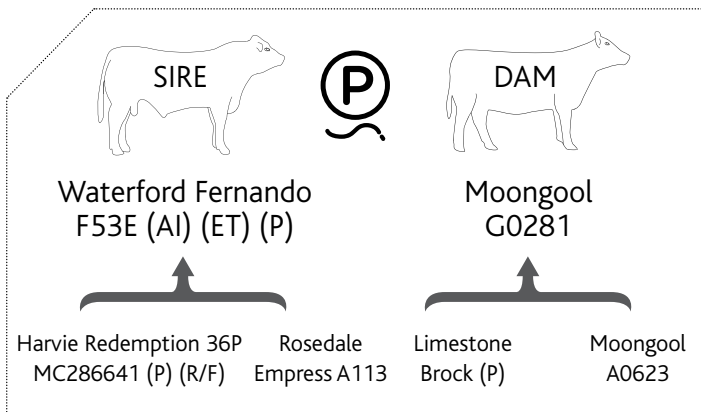 SIRE
P
DAM
Waterford Fernando
F53E (AI) (ET) (P)
Moongool
G0281
Harvie Redemption 36P
MC286641 (P) (R/F)
Rosedale
Empress A113
Limestone
Brock (P)
Moongool
A0623